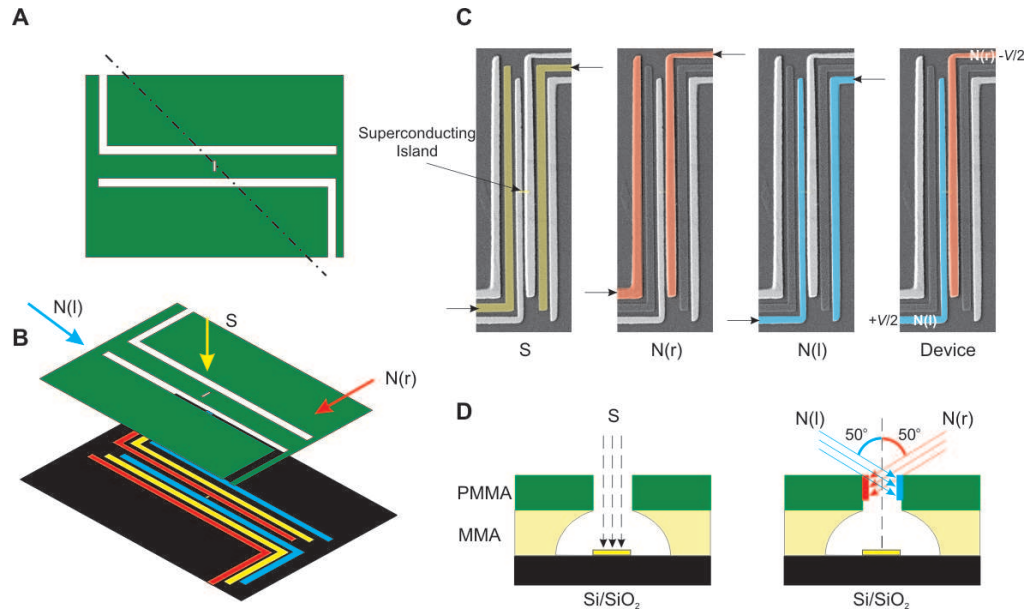 A
B
N(l)
S
N(r)
C
Superconducting
Island
S
N(r)
N(l)
N(r) -V/2
+V/2 N(l)
Device
D
S
PMMA
MMA
Si/SiO₂
N(l)
50°
50°
N(r)
Si/SiO₂